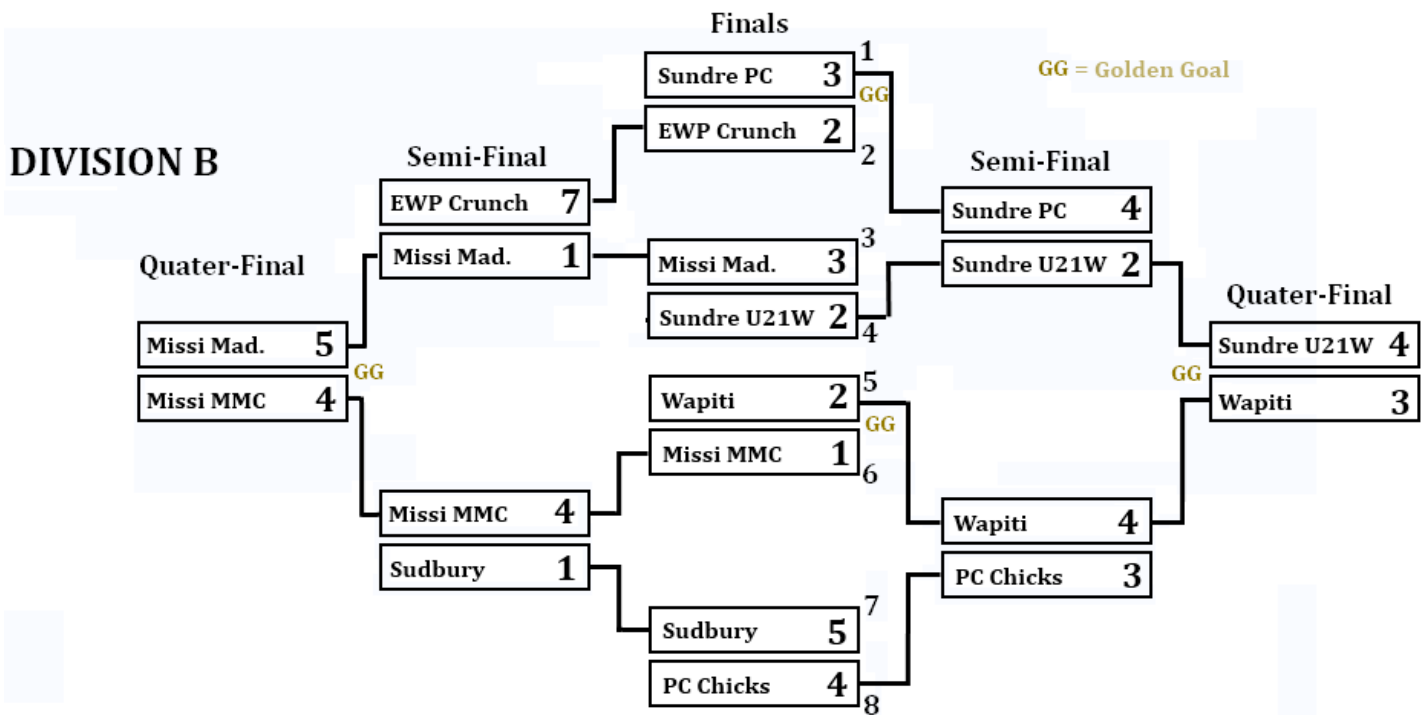 DIVISION B
GG = Golden Goal
Quater-Final
Missi Mad. 5
GG
Missi MMC 4
Semi-Final
EWP Crunch 7
Missi Mad. 1
Missi MMC 4
Sudbury 1
Finals
1
Sundre PC 3
GG
EWP Crunch 2
2
3
Missi Mad. 3
Sundre U21W 2
4
5
Wapiti 2
GG
Missi MMC 1
6
7
Sudbury 5
PC Chicks 4
8
Semi-Final
Sundre PC 4
Sundre U21W 2
Wapiti 4
PC Chicks 3
Quater-Final
Sundre U21W 4
GG
Wapiti 3